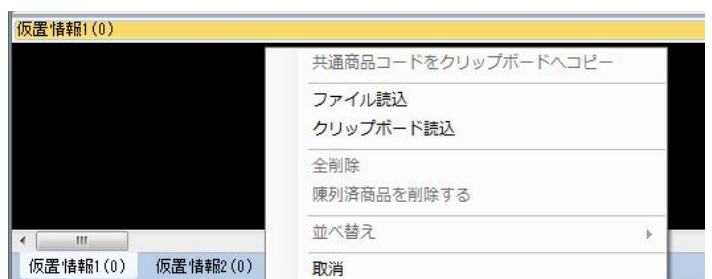 仮置情報1(0)
共通商品コードをクリップボードへコピー
ファイル読込
クリップボード読込
全削除
陳列済商品を削除する
並べ替え
取消
仮置情報1(0) 仮置情報2(0)